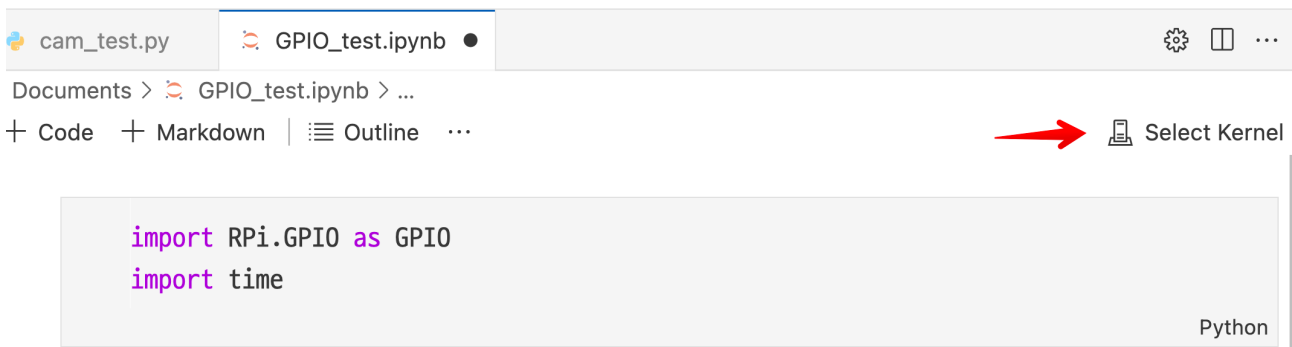 cam_test.py GPIO_test.ipynb
Documents > GPIO_test.ipynb > ...
+ Code + Markdown Outline ... Select Kernel
import RPi.GPIO as GPIO
import time
Python